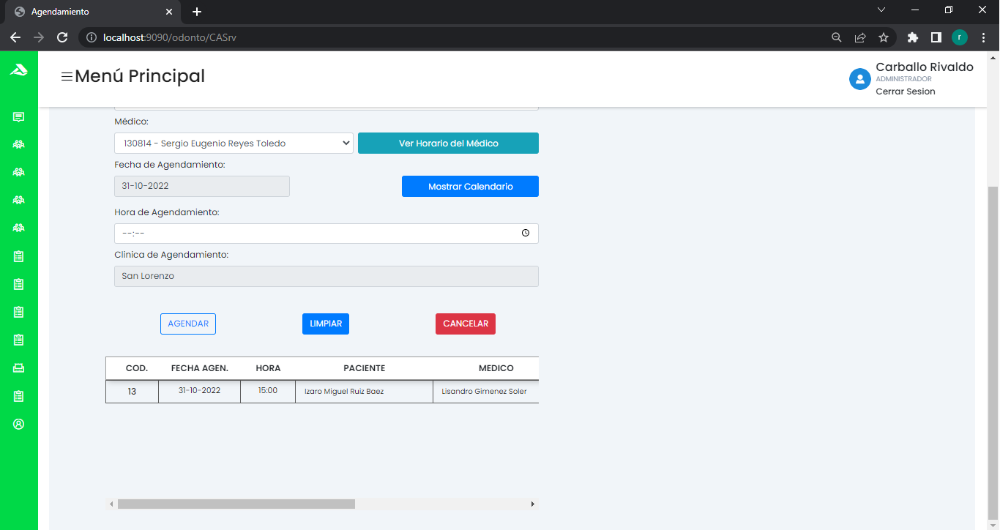 Agendamiento
localhost:9090/odonto/CASrv
r
Menú Principal
Carballo Rivaldo
ADMINISTRADOR
Cerrar Sesion
Médico:
130814 - Sergio Eugenio Reyes Toledo
Ver Horario del Médico
Fecha de Agendamiento:
31-10-2022
Mostrar Calendario
Hora de Agendamiento:
--:--
Clinica de Agendamiento:
San Lorenzo
AGENDAR LIMPIAR CANCELAR
COD. FECHA AGEN. HORA PACIENTE MEDICO
13 31-10-2022 15:00 Izaro Miguel Ruiz Baez Lisandro Gimenez Soler